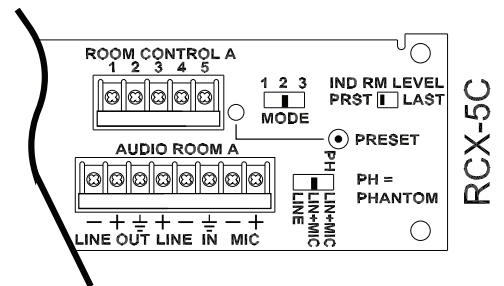 ROOM CONTROL A
1 2 3 4 5
1 2 3
MODE
IND RM LEVEL
PRST LAST
PRESET
AUDIO ROOM A
− + ⏚ + − ⏚ − +
LINE OUT LINE IN MIC
LINE
LIN+MIC
LIN+MIC PH
PH =
PHANTOM
RCX-5C